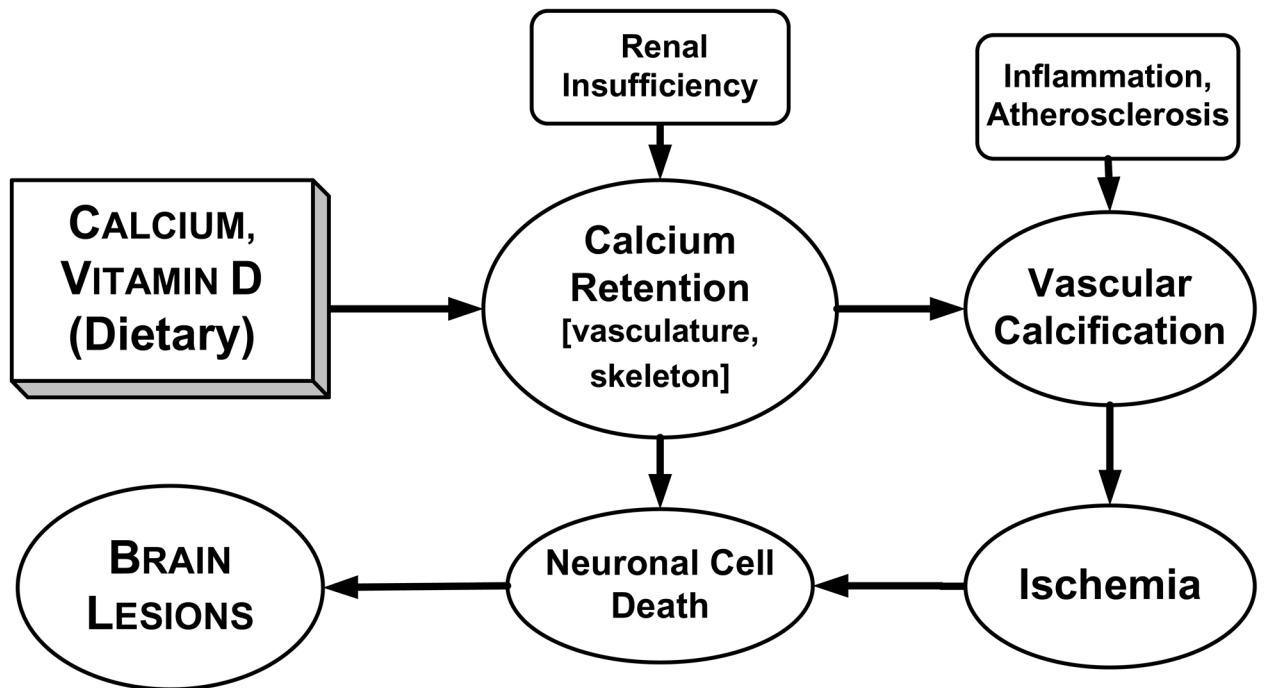 Renal
Insufficiency
Inflammation,
Atherosclerosis
CALCIUM,
VITAMIN D
(Dietary)
Calcium
Retention
[vasculature,
skeleton]
Vascular
Calcification
BRAIN
LESIONS
Neuronal Cell
Death
Ischemia